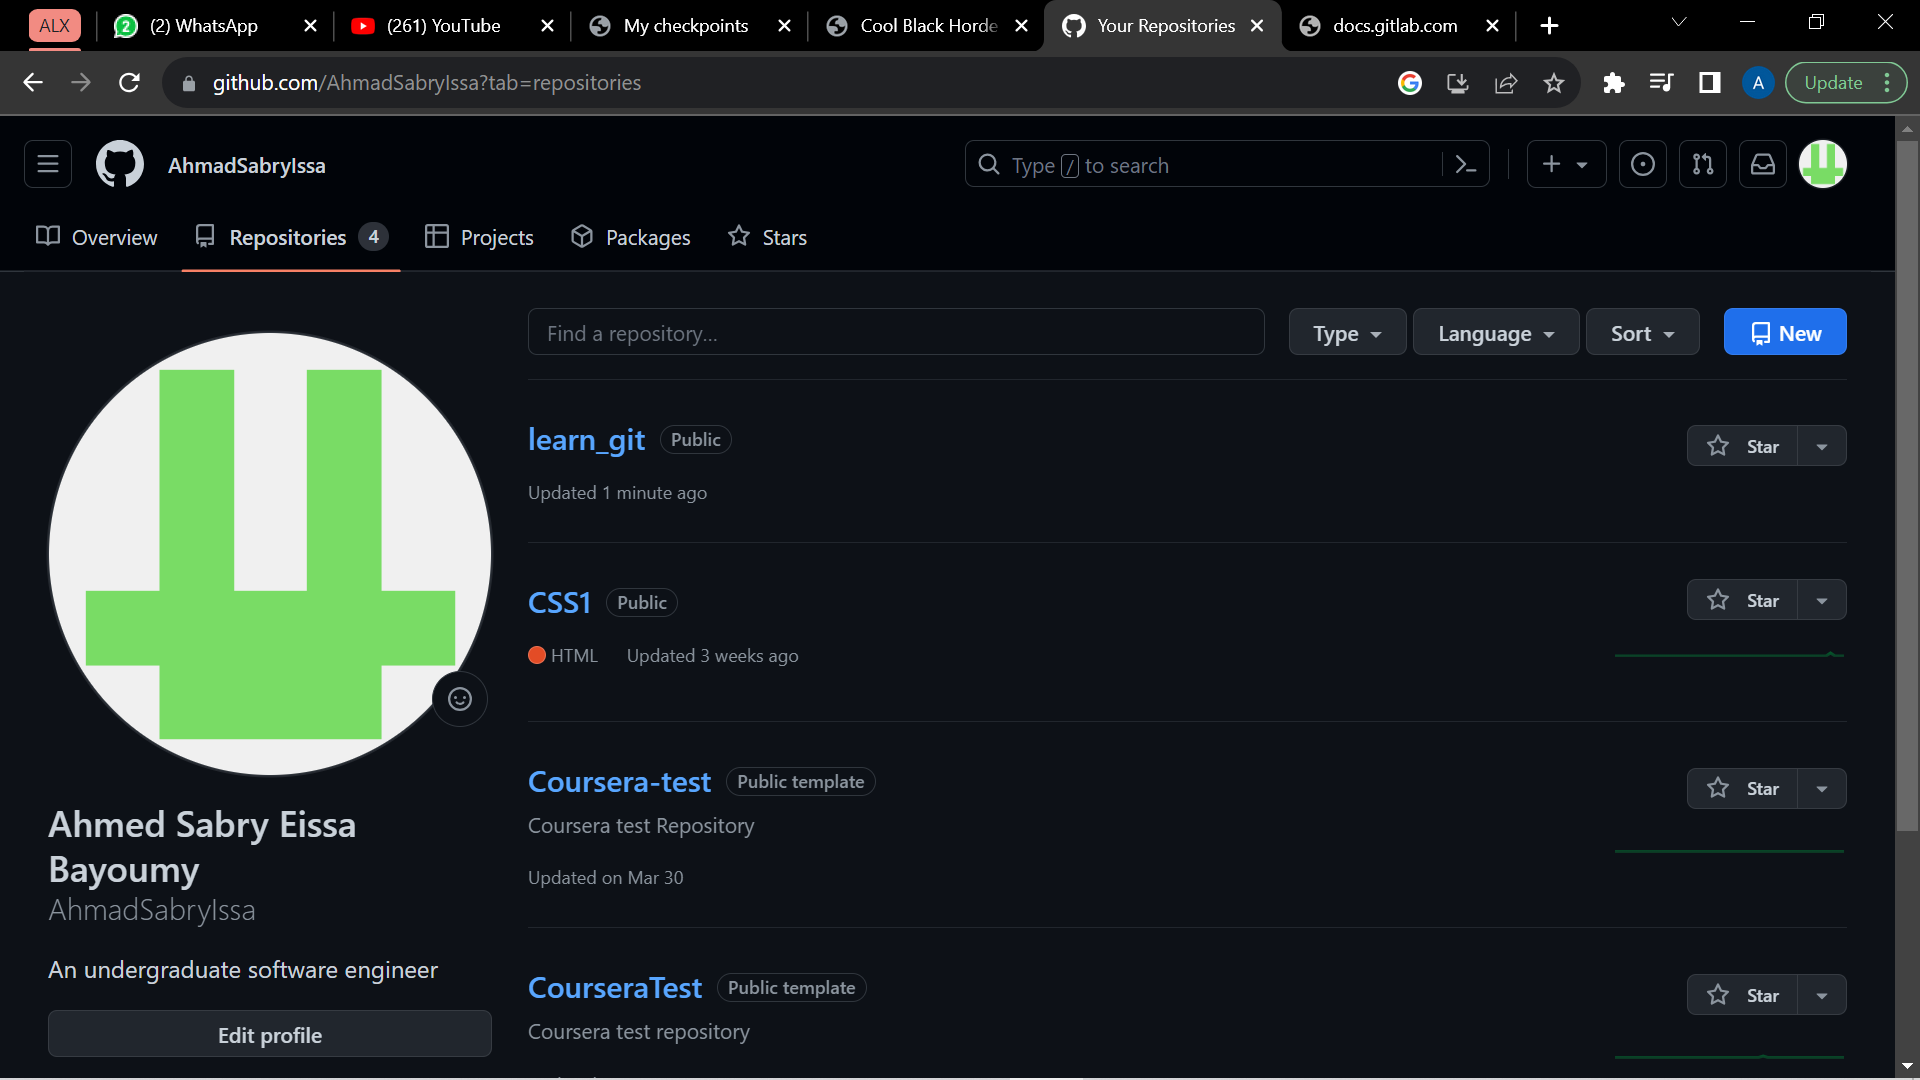 ALX
(2) WhatsApp
(261) YouTube
My checkpoints
Cool Black Horde
Your Repositories
docs.gitlab.com
github.com/AhmadSabryIssa?tab=repositories
A
Update
AhmadSabryIssa
Type / to search
Overview
Repositories 4
Projects
Packages
Stars
Find a repository...
Type
Language
Sort
New
learn_git Public
Star
Updated 1 minute ago
CSS1 Public
Star
HTML Updated 3 weeks ago
Coursera-test Public template
Star
Coursera test Repository
Updated on Mar 30
CourseraTest Public template
Star
Coursera test repository
Ahmed Sabry Eissa
Bayoumy
AhmadSabryIssa
An undergraduate software engineer
Edit profile